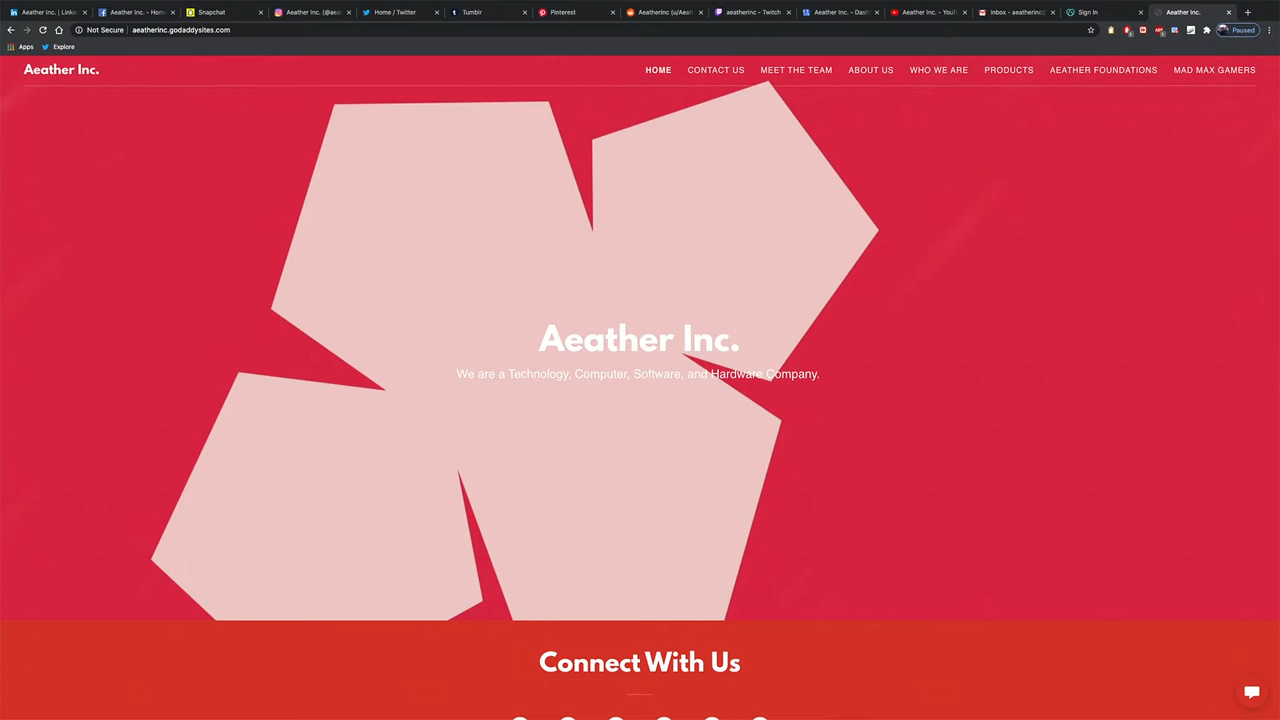 Aeather Inc. | Linke
Aeather Inc. - Hom
Snapchat
Aeather Inc. (@aea
Home / Twitter
Tumblr
Pinterest
AeatherInc (u/Aeat
aeatherinc - Twitch
Aeather Inc. - Dash
Aeather Inc. - YouT
Inbox - aeatherinc@
Sign In
Aeather Inc.
Not Secure
aeatherinc.godaddysites.com
Paused
Apps
Explore
Aeather Inc.
HOME
CONTACT US
MEET THE TEAM
ABOUT US
WHO WE ARE
PRODUCTS
AEATHER FOUNDATIONS
MAD MAX GAMERS
Aeather Inc.
We are a Technology, Computer, Software, and Hardware Company.
Connect With Us